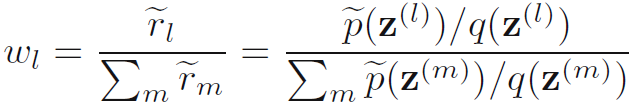 $w_l = \frac{\widetilde{r}_l}{\sum_m \widetilde{r}_m} = \frac{\widetilde{p}(\mathbf{z}^{(l)})/q(\mathbf{z}^{(l)})}{\sum_m \widetilde{p}(\mathbf{z}^{(m)})/q(\mathbf{z}^{(m)})}$